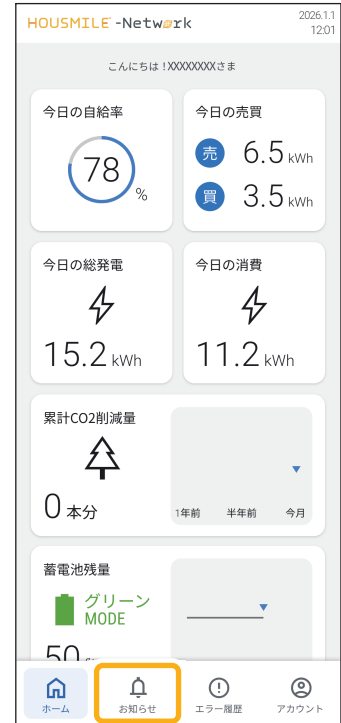 HOUSMILE -Network
2026.1.1
12:01
こんにちは！XXXXXXXXさま
今日の自給率
78
%
今日の売買
売 6.5 kWh
買 3.5 kWh
今日の総発電
15.2 kWh
今日の消費
11.2 kWh
累計CO2削減量
0 本分
1年前 半年前 今月
蓄電池残量
グリーン
MODE
50
ホーム お知らせ エラー履歴 アカウント